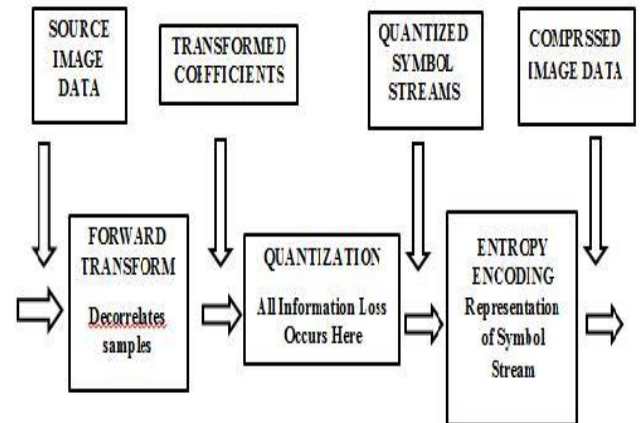 SOURCE
IMAGE
DATA
TRANSFORMED
COIFFICIENTS
QUANTIZED
SYMBOL
STREAMS
COMPRSSED
IMAGE DATA
FORWARD
TRANSFORM
Decorrelates
samples
QUANTIZATION
All Information Loss
Occurs Here
ENTROPY
ENCODING
Representation
of Symbol
Stream